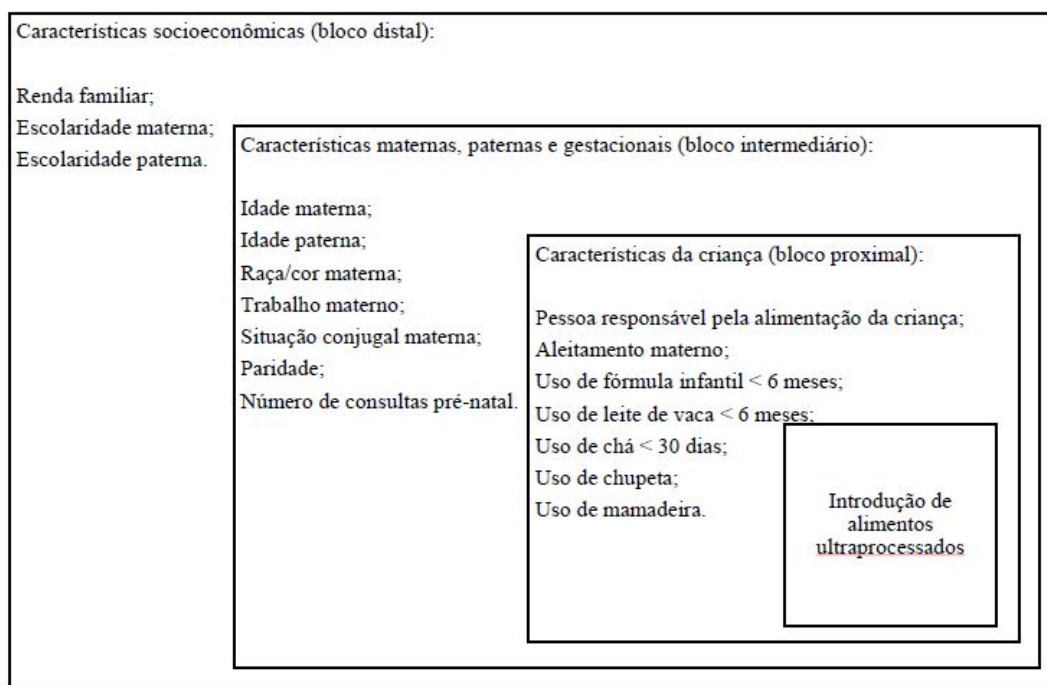 Características socioeconômicas (bloco distal):
Renda familiar;
Escolaridade materna;
Escolaridade paterna.
Características maternas, paternas e gestacionais (bloco intermediário):
Idade materna;
Idade paterna;
Raça/cor materna;
Trabalho materno;
Situação conjugal materna;
Paridade;
Número de consultas pré-natal.
Características da criança (bloco proximal):
Pessoa responsável pela alimentação da criança;
Aleitamento materno;
Uso de fórmula infantil < 6 meses;
Uso de leite de vaca < 6 meses;
Uso de chá < 30 dias;
Uso de chupeta;
Uso de mamadeira.
Introdução de
alimentos
ultraprocessados